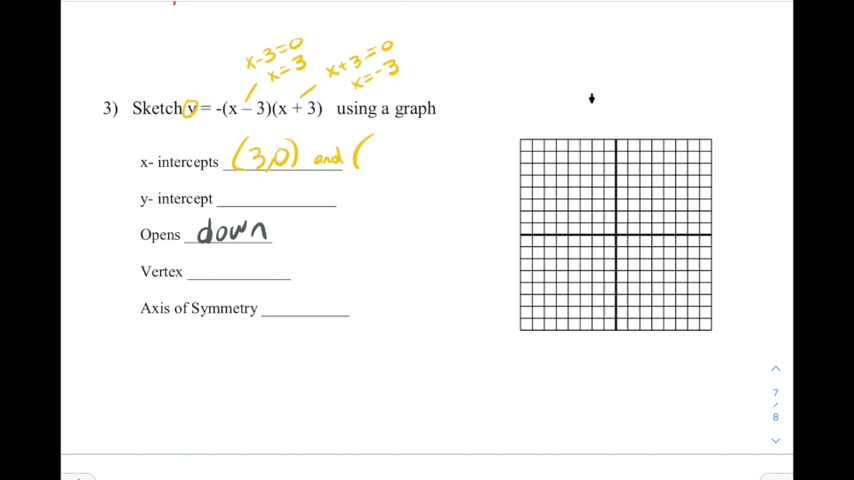 x-3=0
x=3
x+3=0
x=-3
3) Sketch y = -(x – 3)(x + 3) using a graph
x- intercepts (3,0) and (
y- intercept
Opens down
Vertex
Axis of Symmetry
7
/
8